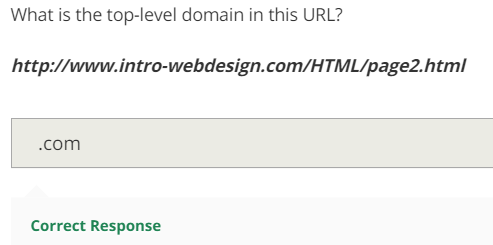 What is the top-level domain in this URL?
http://www.intro-webdesign.com/HTML/page2.html
.com
Correct Response